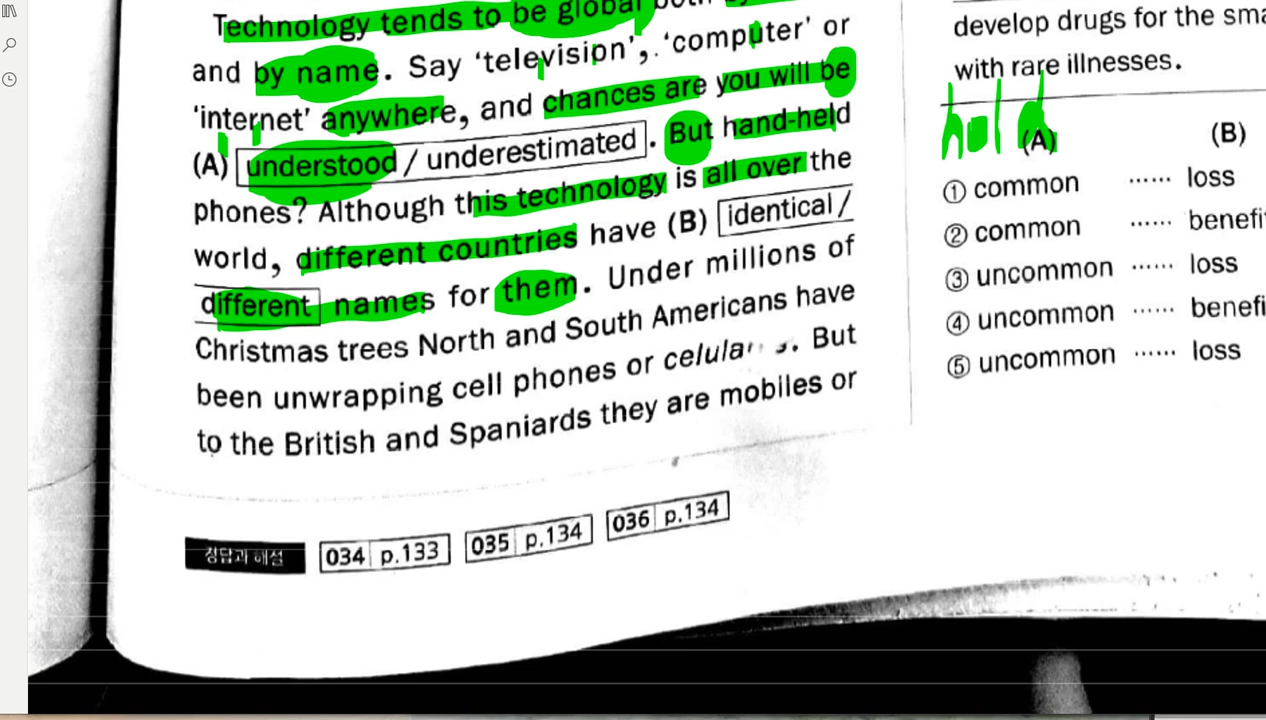 Technology tends to be global both
and by name. Say 'television', 'computer' or
'internet' anywhere, and chances are you will be
(A) understood / underestimated . But hand-held
phones? Although this technology is all over the
world, different countries have (B) identical /
different names for them. Under millions of
Christmas trees North and South Americans have
been unwrapping cell phones or . But
to the British and Spaniards they are mobiles or
정답과 해설 034 p.133 035 p.134 036 p.134
develop drugs for the sma
with rare illnesses.
hold
(A) (B)
① common ······ loss
② common ······ benefi
③ uncommon ······ loss
④ uncommon ······ benefi
⑤ uncommon ······ loss